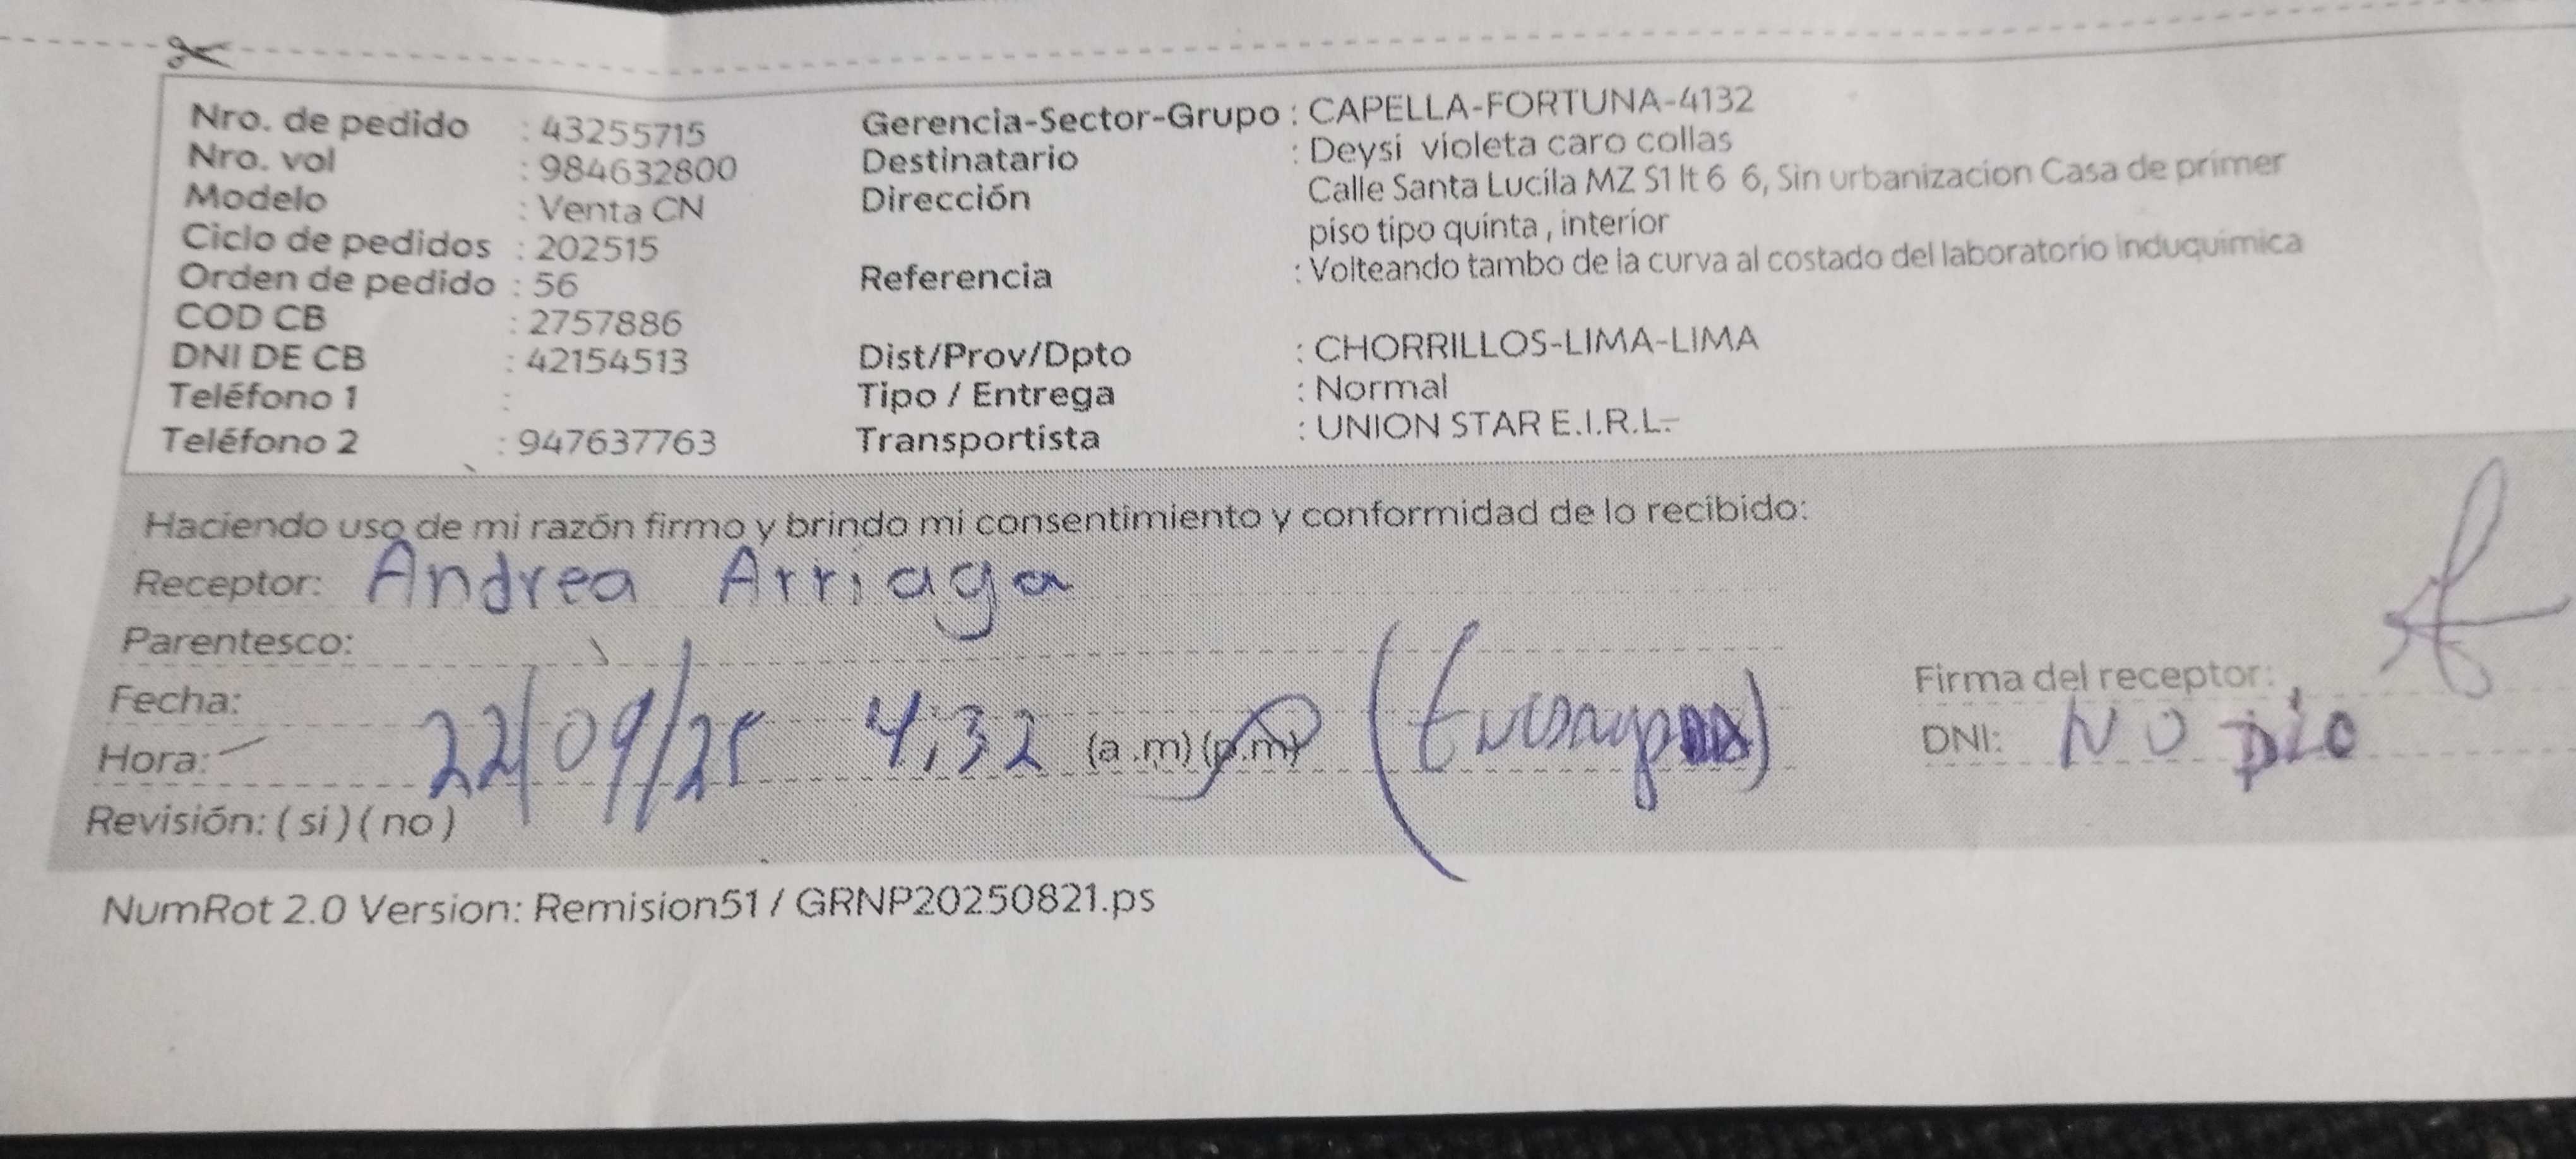 Nro. de pedido : 43255715
Nro. vol : 984632800
Modelo : Venta CN
Ciclo de pedidos : 202515
Orden de pedido : 56
COD CB : 2757886
DNI DE CB : 42154513
Teléfono 1 :
Teléfono 2 : 947637763
Gerencia-Sector-Grupo : CAPELLA-FORTUNA-4132
Destinatario : Deysi violeta caro collas
Dirección Calle Santa Lucila MZ S1 lt 6 6, Sin urbanizacion Casa de primer
piso tipo quinta , interior
Referencia : Volteando tambo de la curva al costado del laboratorio induquimica
Dist/Prov/Dpto : CHORRILLOS-LIMA-LIMA
Tipo / Entrega : Normal
Transportista : UNION STAR E.I.R.L.
Haciendo uso de mi razón firmo y brindo mi consentimiento y conformidad de lo recibido:
Receptor: Andrea Arriaga
Parentesco:
Fecha:
Hora: 22/09/25 4:32 (a .m) (p.m)
Revisión: ( si ) ( no )
Firma del receptor:
DNI: NO DIO
NumRot 2.0 Version: Remision51 / GRNP20250821.ps